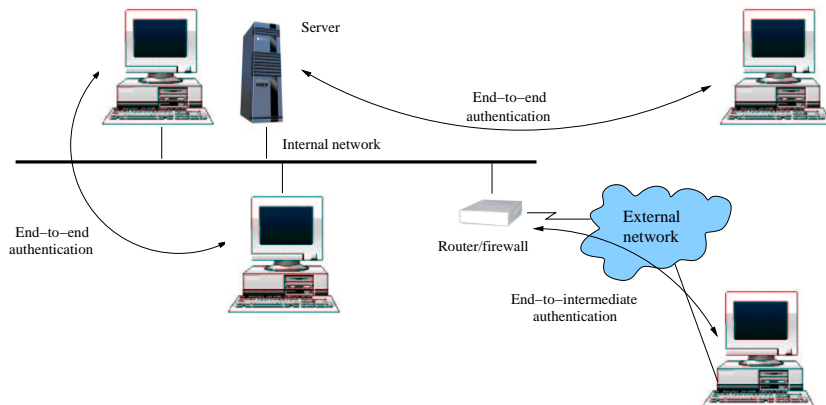 Server
End–to–end
authentication
Internal network
End–to–end
authentication
External
network
Router/firewall
End–to–intermediate
authentication